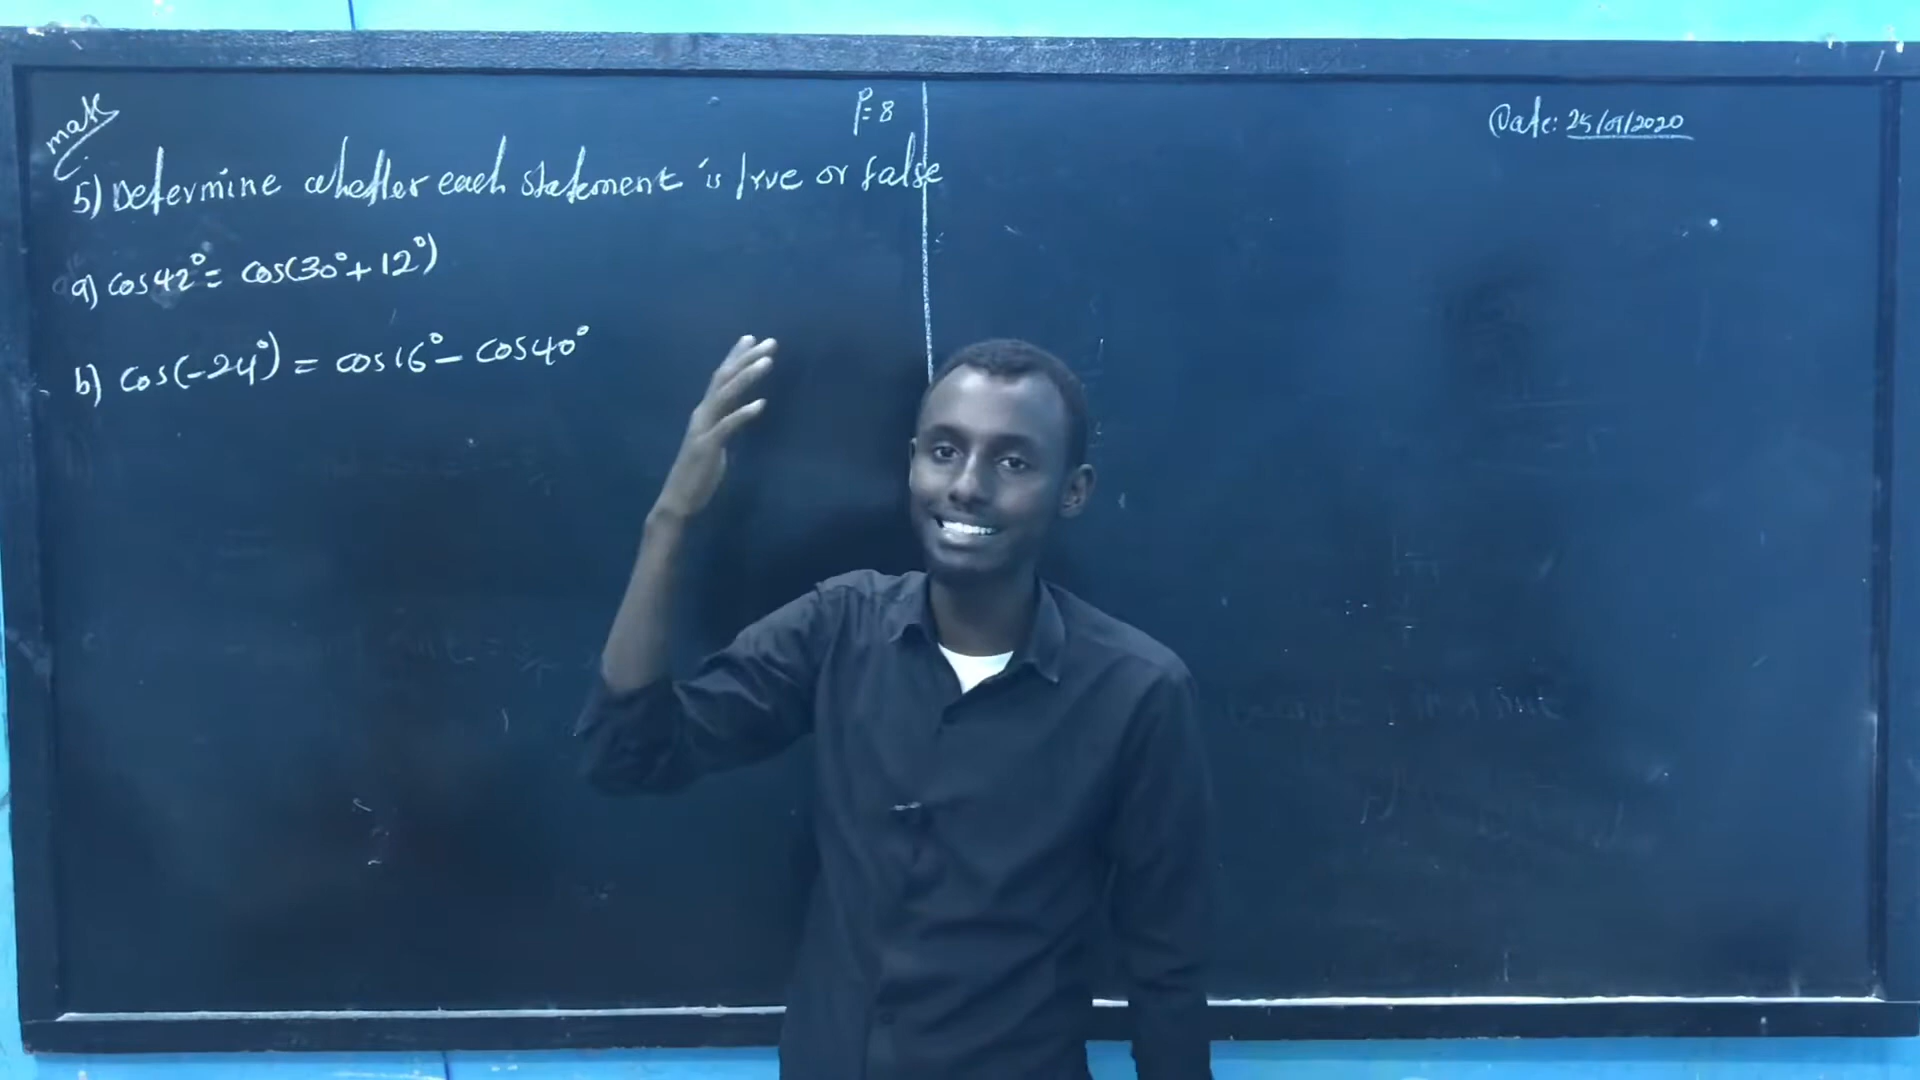 math
P=8
Date: 25/01/2020
5) Determine whether each statement is true or false
a) cos42°= cos(30°+12°)
b) cos(-24°) = cos16°- cos40°